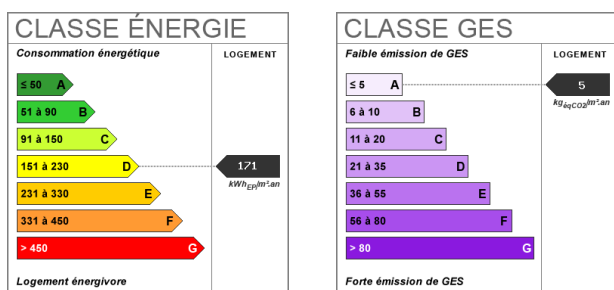 CLASSE ÉNERGIE
Consommation énergétique
LOGEMENT
≤ 50 A
51 à 90 B
91 à 150 C
151 à 230 D
171
kWhEP/m².an
231 à 330 E
331 à 450 F
> 450 G
Logement énergivore
CLASSE GES
Faible émission de GES
LOGEMENT
≤ 5 A
5
kgéqCO2/m².an
6 à 10 B
11 à 20 C
21 à 35 D
36 à 55 E
56 à 80 F
> 80 G
Forte émission de GES